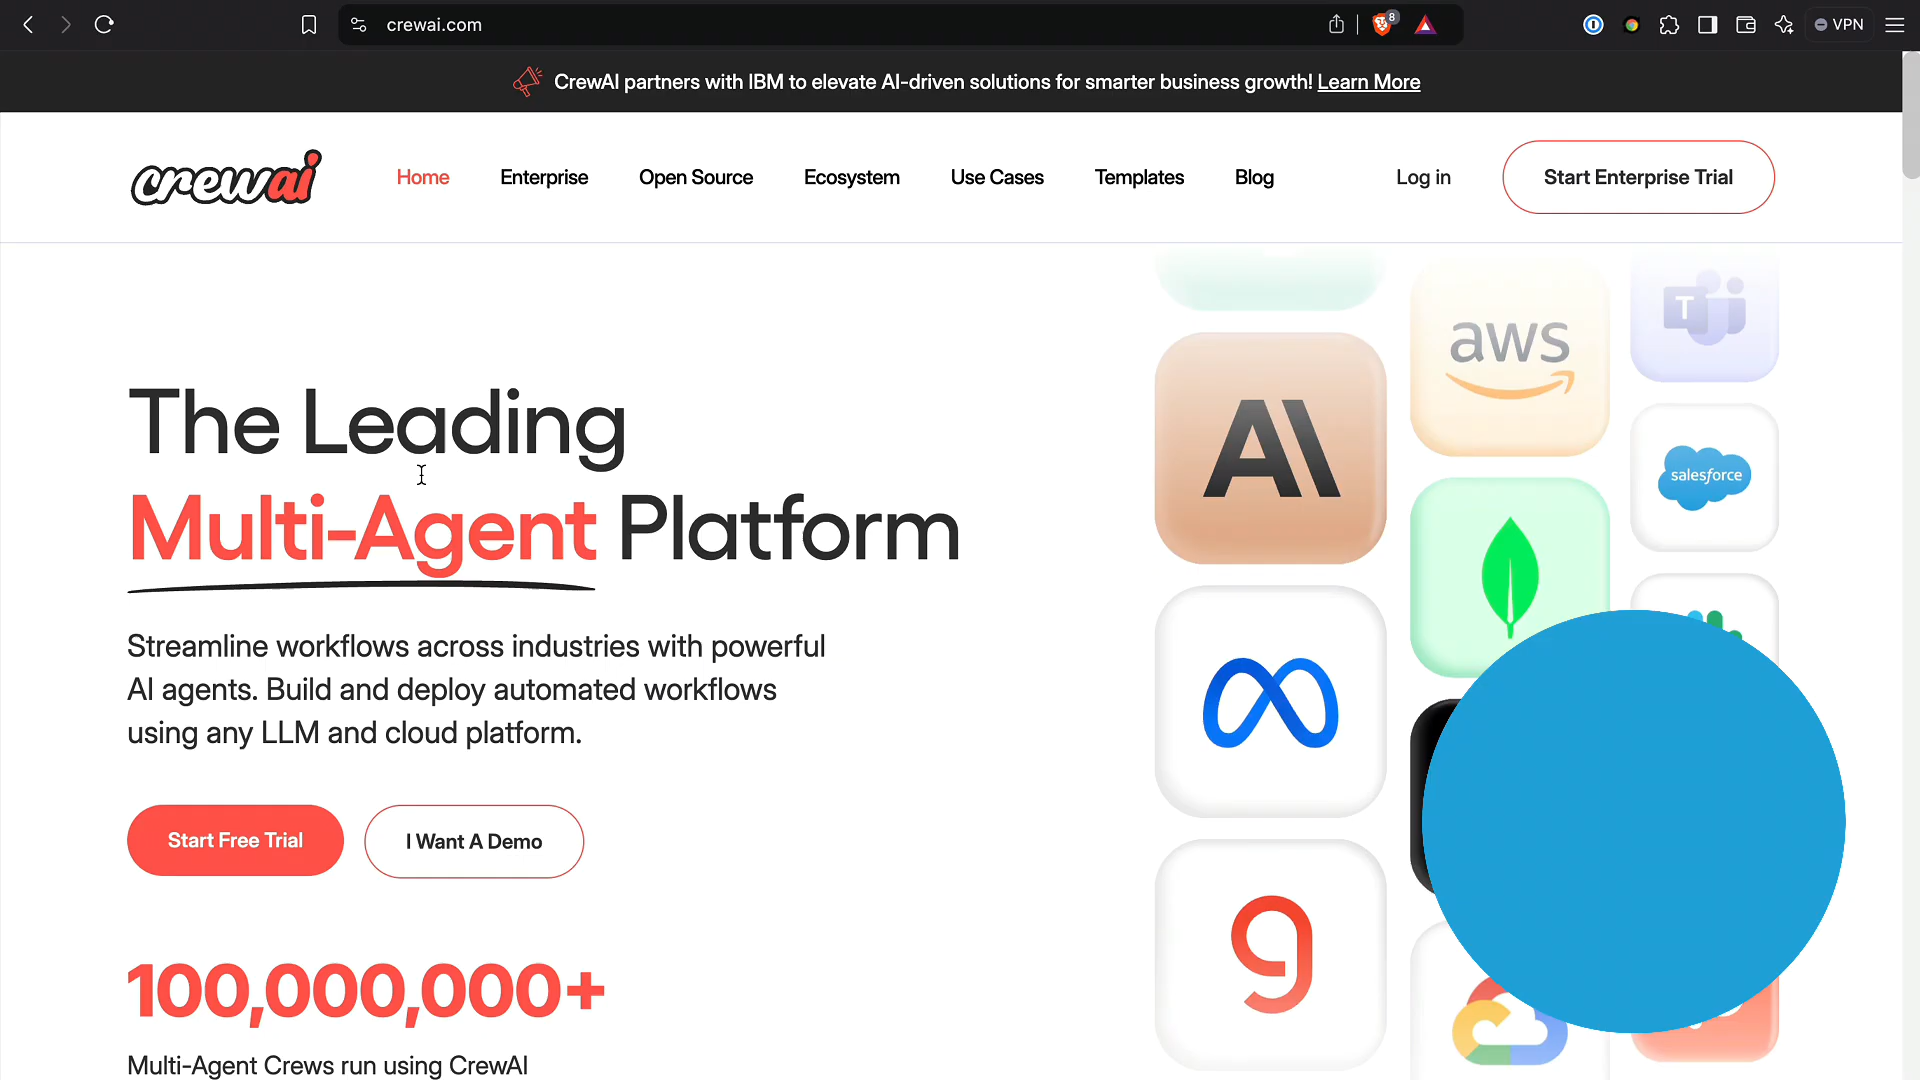 crewai.com
8
VPN
CrewAI partners with IBM to elevate AI-driven solutions for smarter business growth! Learn More
crewai
Home
Enterprise
Open Source
Ecosystem
Use Cases
Templates
Blog
Log in
Start Enterprise Trial
The Leading
Multi-Agent Platform
Streamline workflows across industries with powerful
AI agents. Build and deploy automated workflows
using any LLM and cloud platform.
Start Free Trial
I Want A Demo
100,000,000+
Multi-Agent Crews run using CrewAI
AI
aws
T
salesforce
g